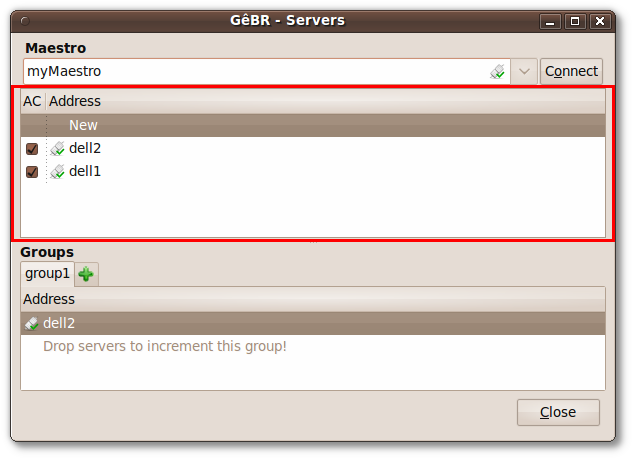 GêBR - Servers
Maestro
myMaestro
Connect
AC Address
New
dell2
dell1
Groups
group1
Address
dell2
Drop servers to increment this group!
Close